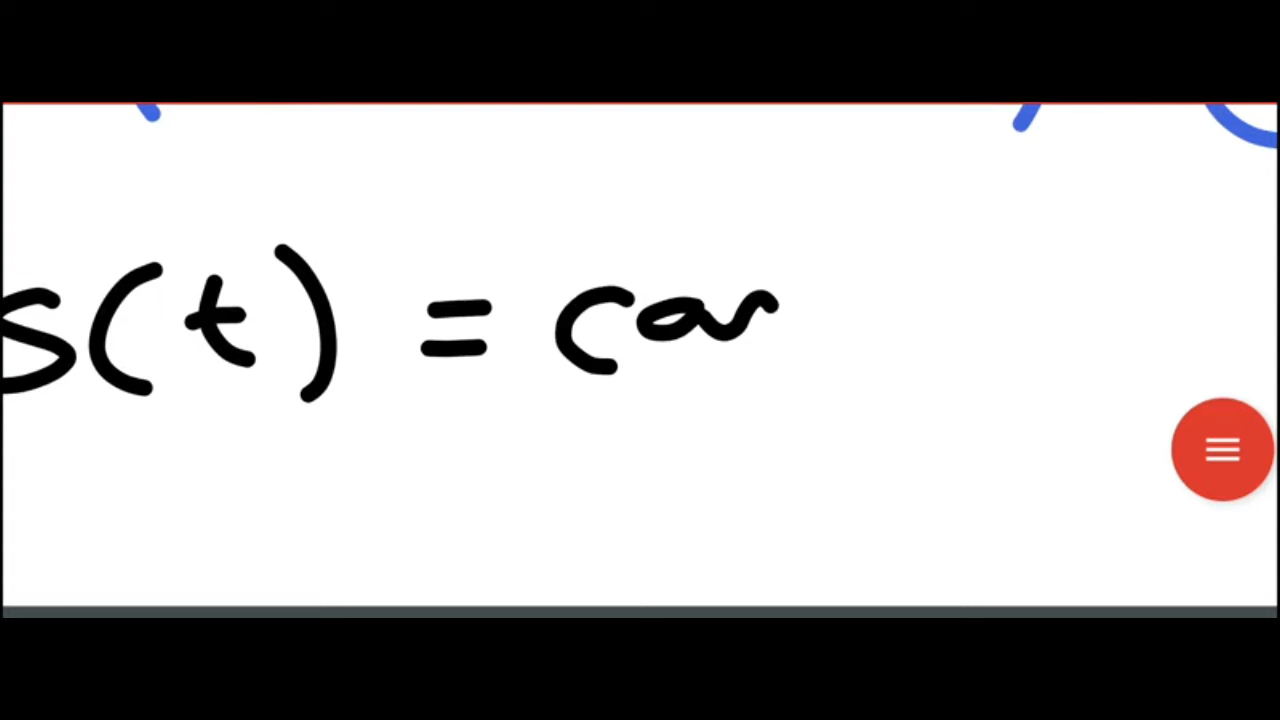 s(t) = car